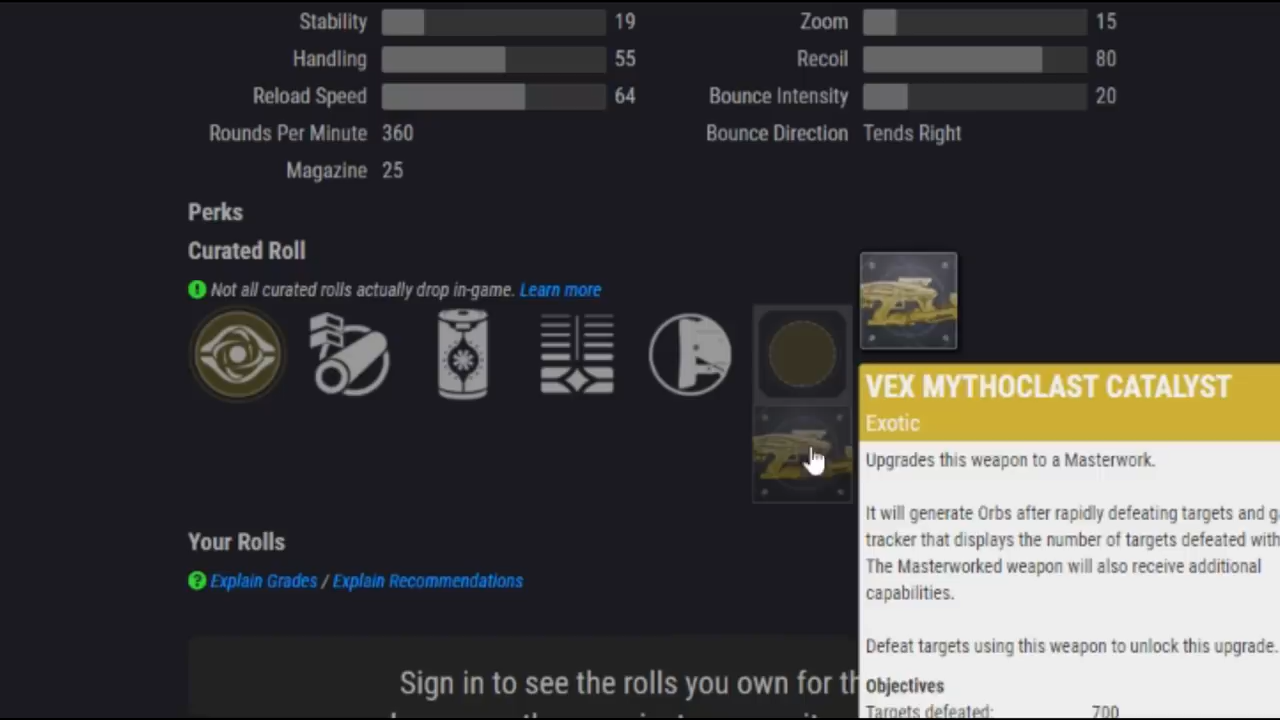 Stability 19
Zoom 15
Handling 55
Recoil 80
Reload Speed 64
Bounce Intensity 20
Rounds Per Minute 360
Bounce Direction Tends Right
Magazine 25
Perks
Curated Roll
Not all curated rolls actually drop in-game. Learn more
VEX MYTHOCLAST CATALYST
Exotic
Upgrades this weapon to a Masterwork.
It will generate Orbs after rapidly defeating targets and
tracker that displays the number of targets defeated with
The Masterworked weapon will also receive additional
capabilities.
Your Rolls
Explain Grades / Explain Recommendations
Defeat targets using this weapon to unlock this upgrade.
Sign in to see the rolls you own for
Objectives
Targets defeated: 700